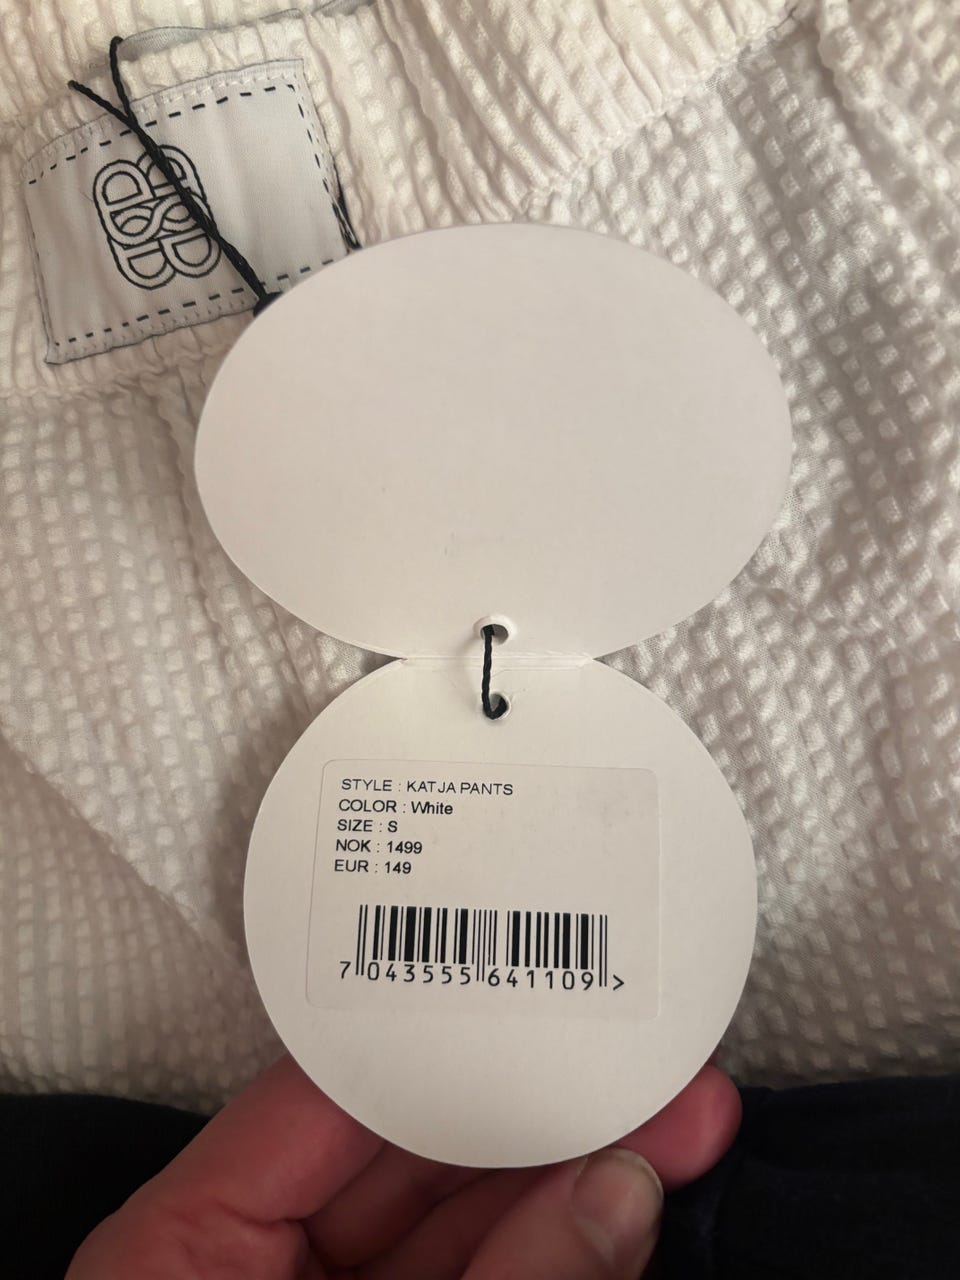 STYLE : KATJA PANTS
COLOR : White
SIZE : S
NOK : 1499
EUR : 149
7 043555 641109 >